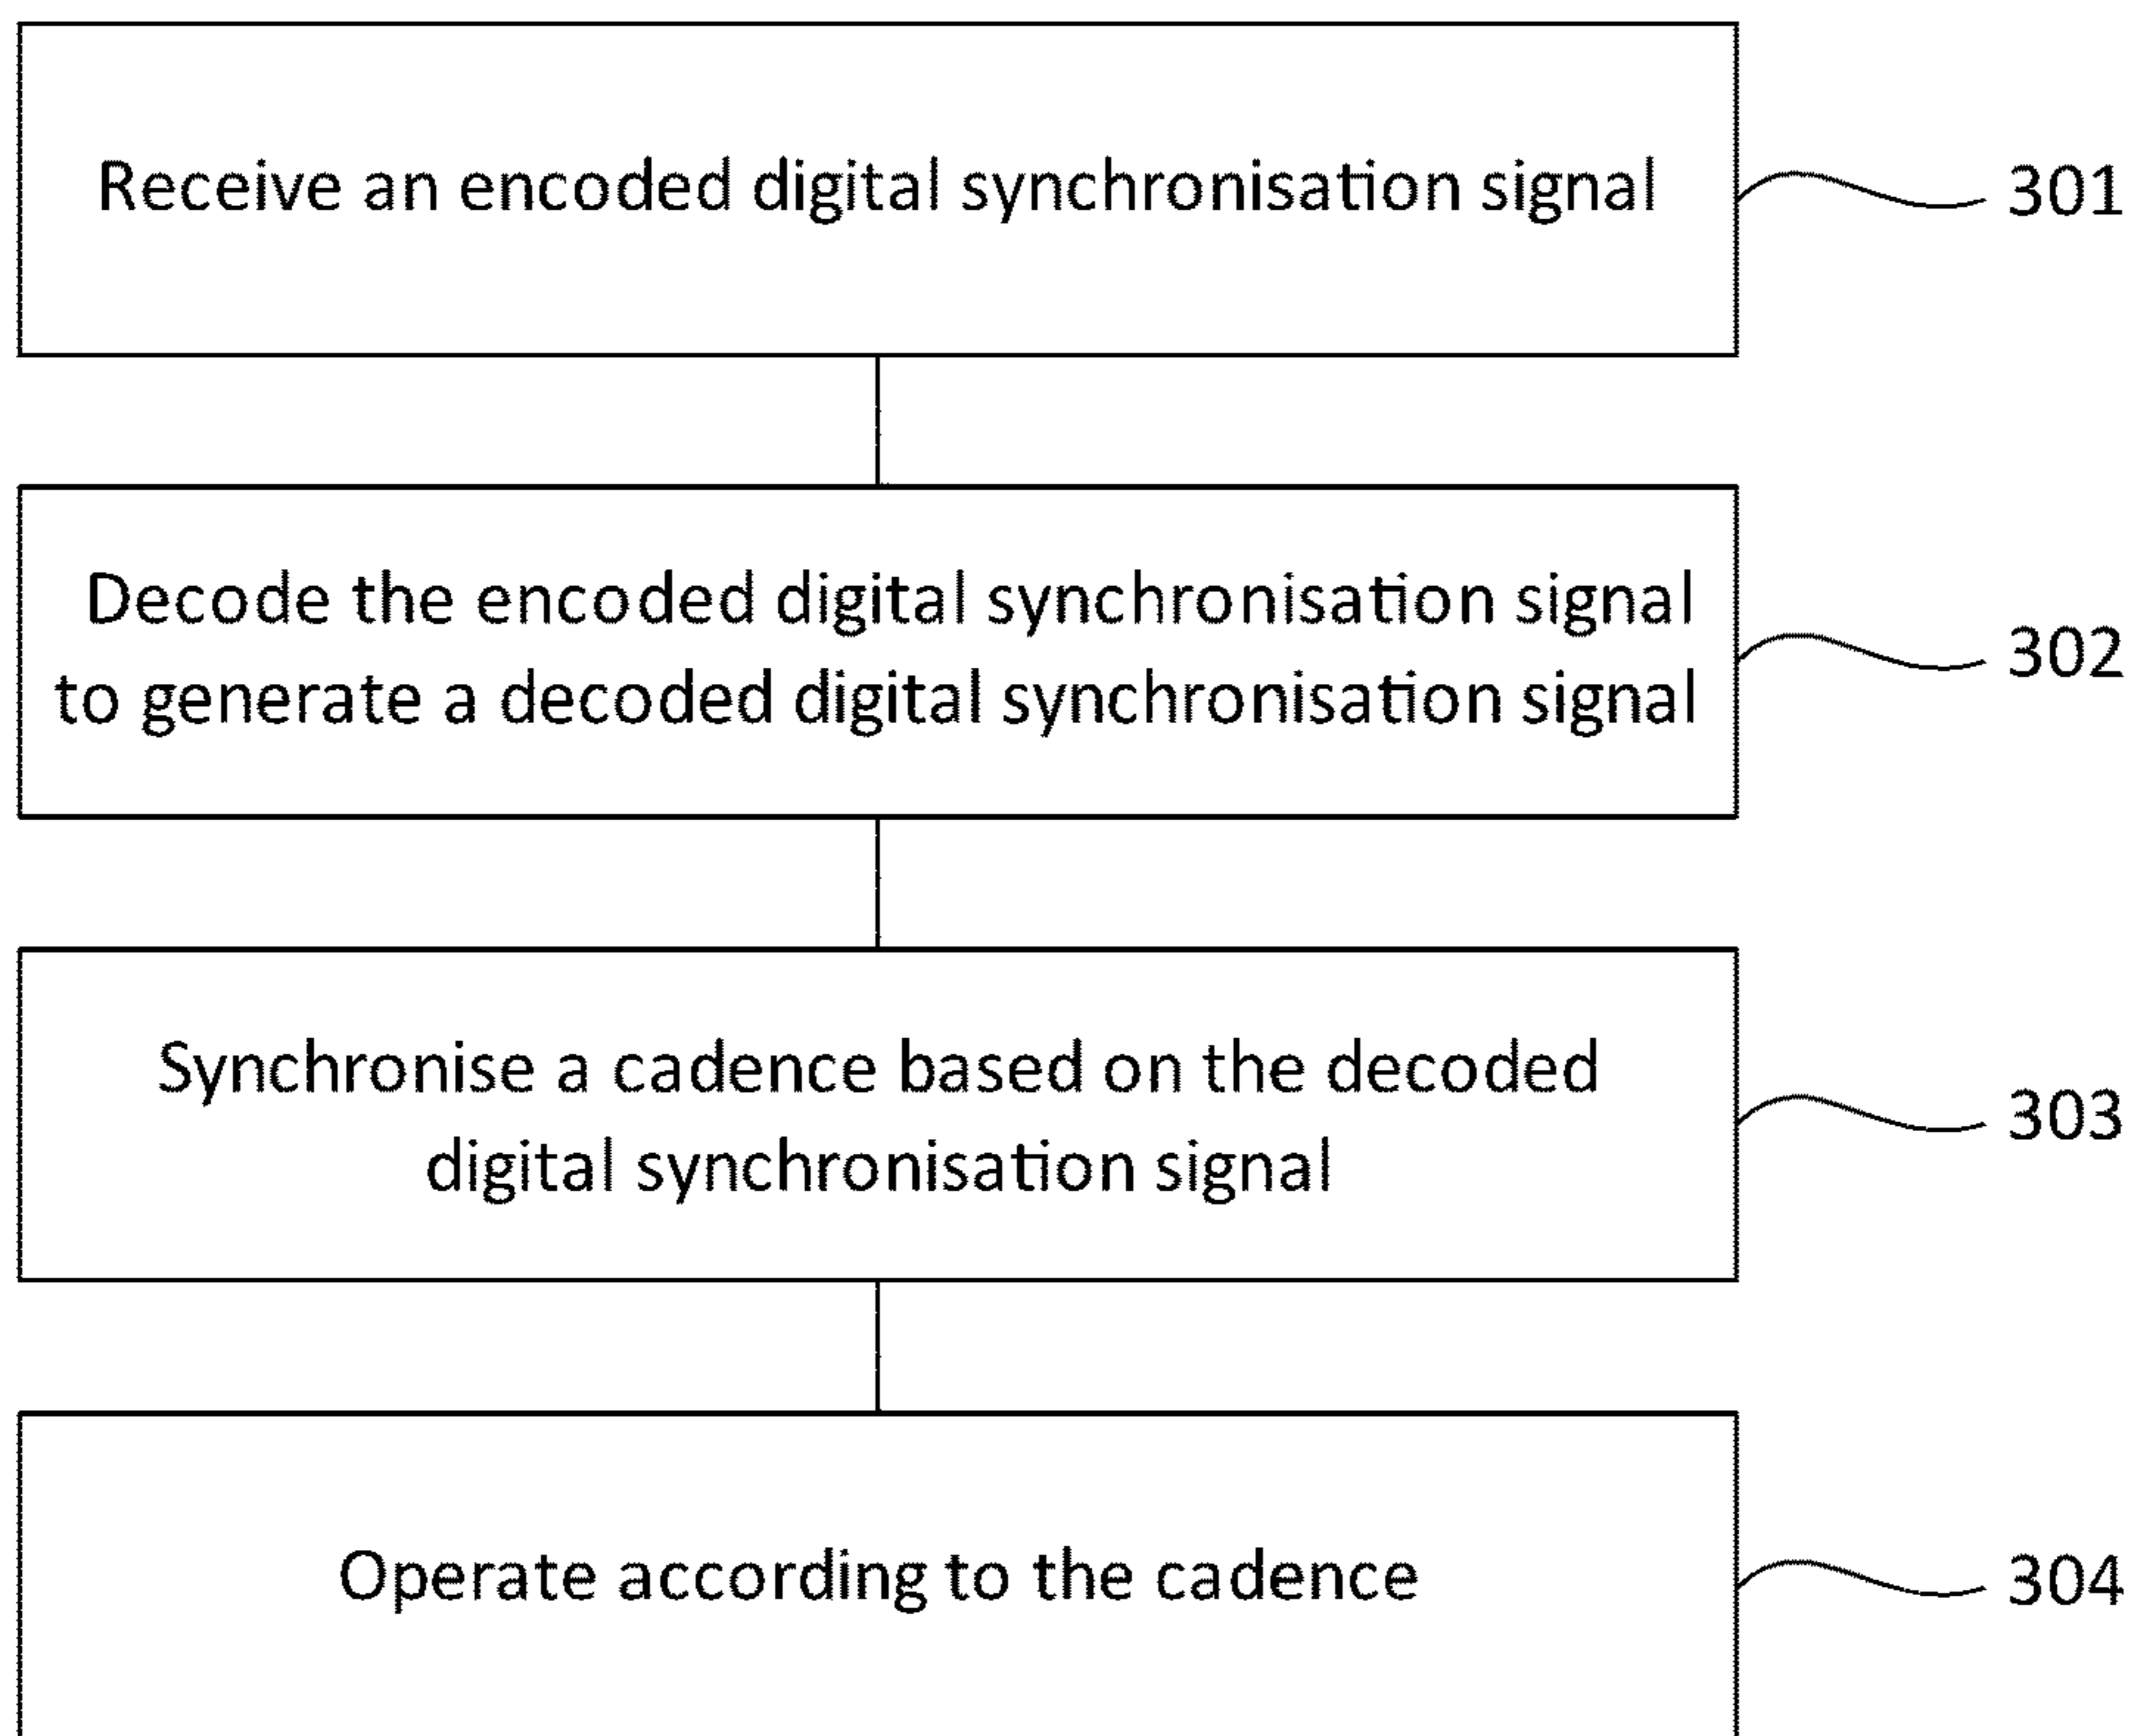 Receive an encoded digital synchronisation signal
301
Decode the encoded digital synchronisation signal
to generate a decoded digital synchronisation signal
302
Synchronise a cadence based on the decoded
digital synchronisation signal
303
Operate according to the cadence
304